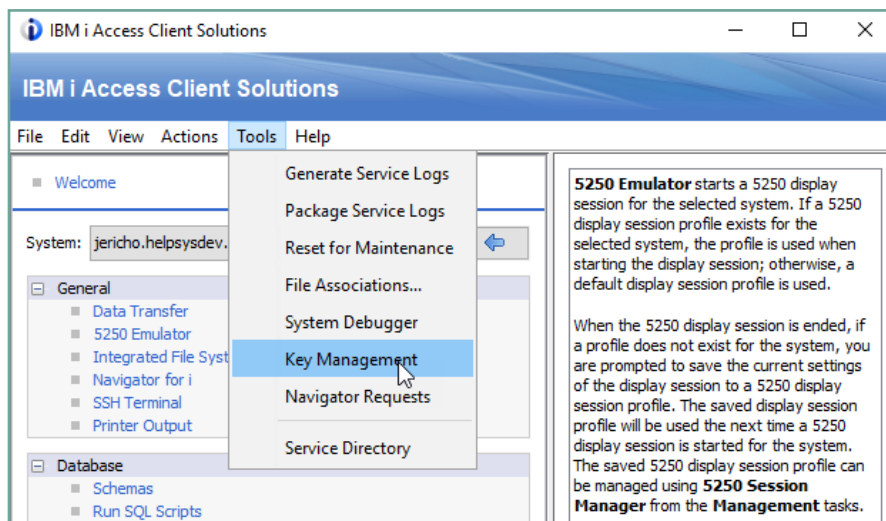 IBM i Access Client Solutions
IBM i Access Client Solutions
File Edit View Actions Tools Help
Welcome
System: jericho.helpsysdev.
General
Data Transfer
5250 Emulator
Integrated File Syst
Navigator for i
SSH Terminal
Printer Output
Database
Schemas
Run SQL Scripts
Generate Service Logs
Package Service Logs
Reset for Maintenance
File Associations...
System Debugger
Key Management
Navigator Requests
Service Directory
5250 Emulator starts a 5250 display
session for the selected system. If a 5250
display session profile exists for the
selected system, the profile is used when
starting the display session; otherwise, a
default display session profile is used.
When the 5250 display session is ended, if
a profile does not exist for the system, you
are prompted to save the current settings
of the display session to a 5250 display
session profile. The saved display session
profile will be used the next time a 5250
display session is started for the system.
The saved 5250 display session profile can
be managed using 5250 Session
Manager from the Management tasks.